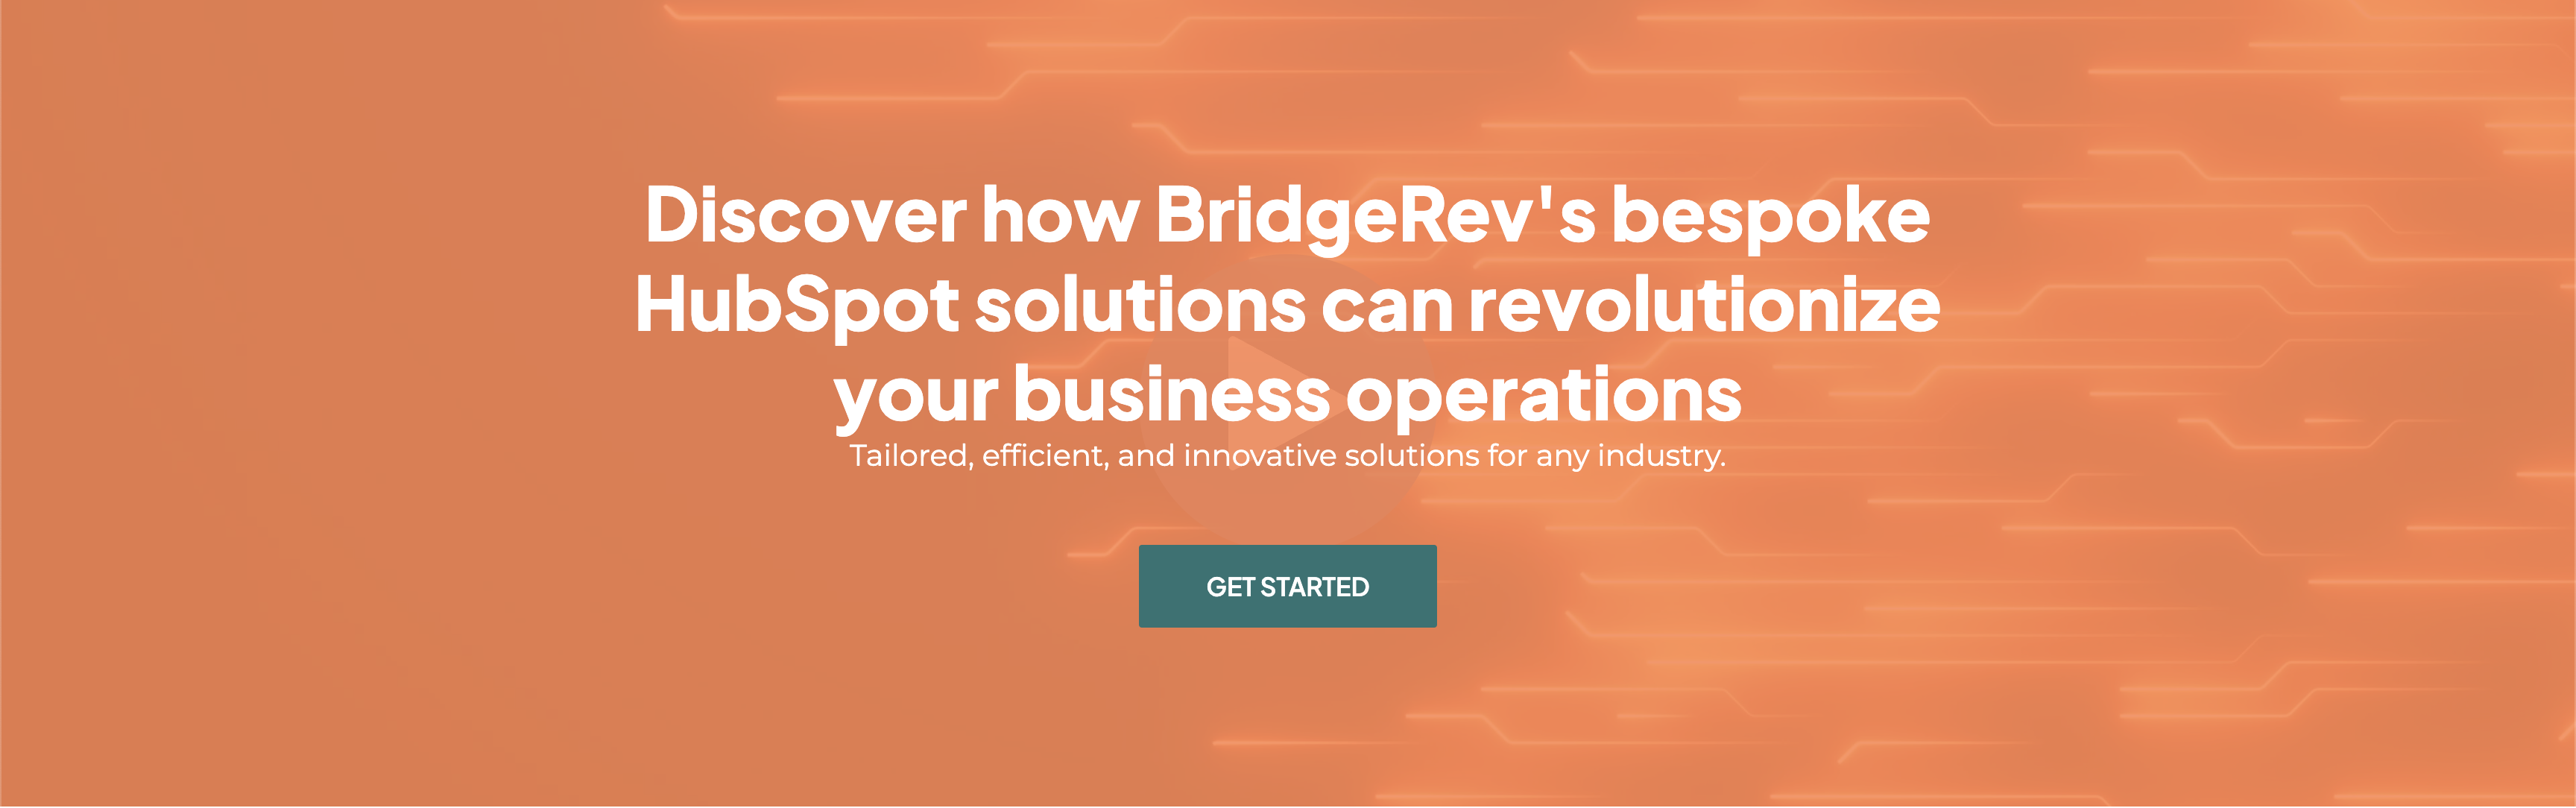 Discover how BridgeRev's bespoke
HubSpot solutions can revolutionize
your business operations
Tailored, efficient, and innovative solutions for any industry.
GET STARTED